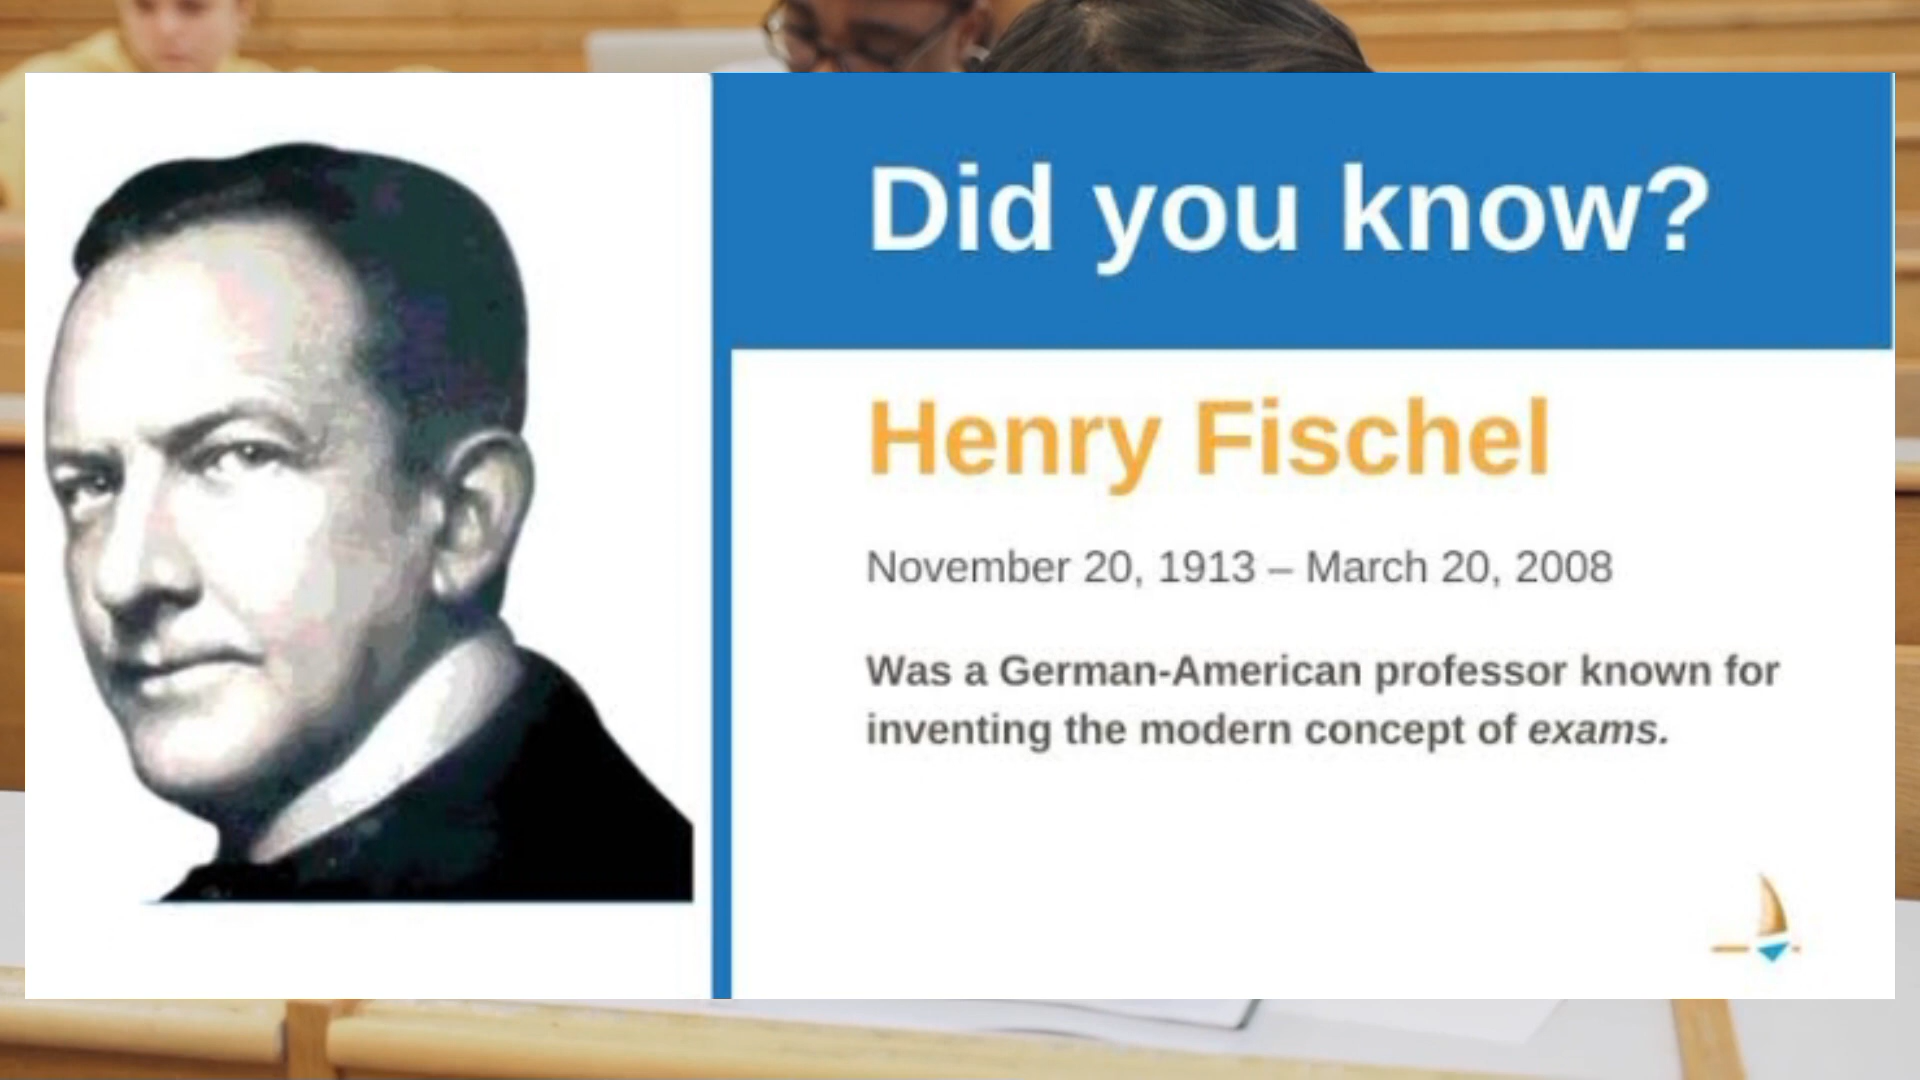 Did you know?
Henry Fischel
November 20, 1913 – March 20, 2008
Was a German-American professor known for
inventing the modern concept of exams.